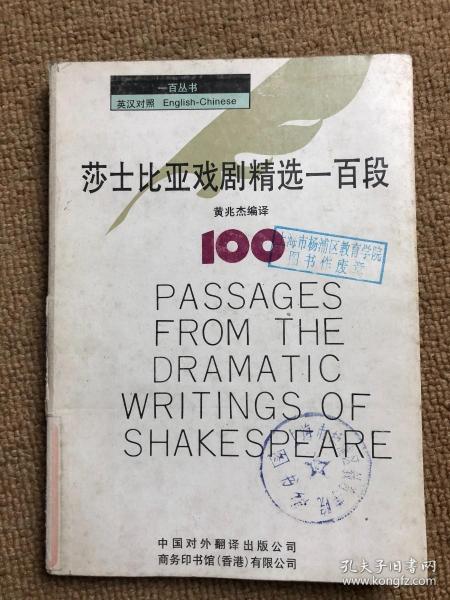 一百丛书
英汉对照 English-Chinese
莎士比亚戏剧精选一百段
黄兆杰编译
100
上海市杨浦区教育学院
图书作废章
PASSAGES
FROM THE
DRAMATIC
WRITINGS OF
SHAKESPEARE
中国对外翻译出版公司
商务印书馆(香港)有限公司
孔夫子旧书网